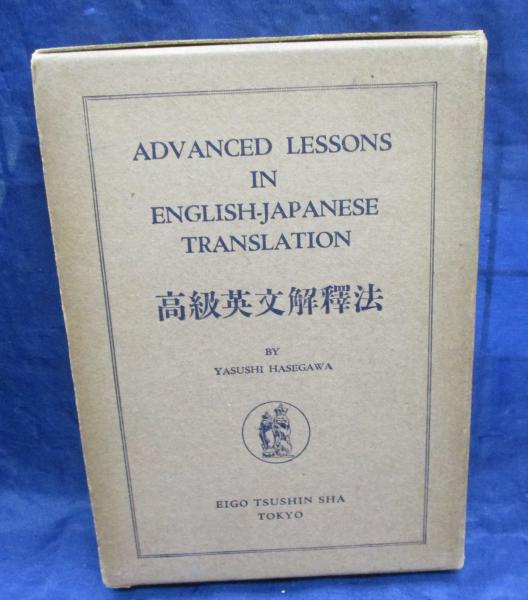 ADVANCED LESSONS
IN
ENGLISH-JAPANESE
TRANSLATION
高級英文解釋法
BY
YASUSHI HASEGAWA
EIGO TSUSHIN SHA
TOKYO